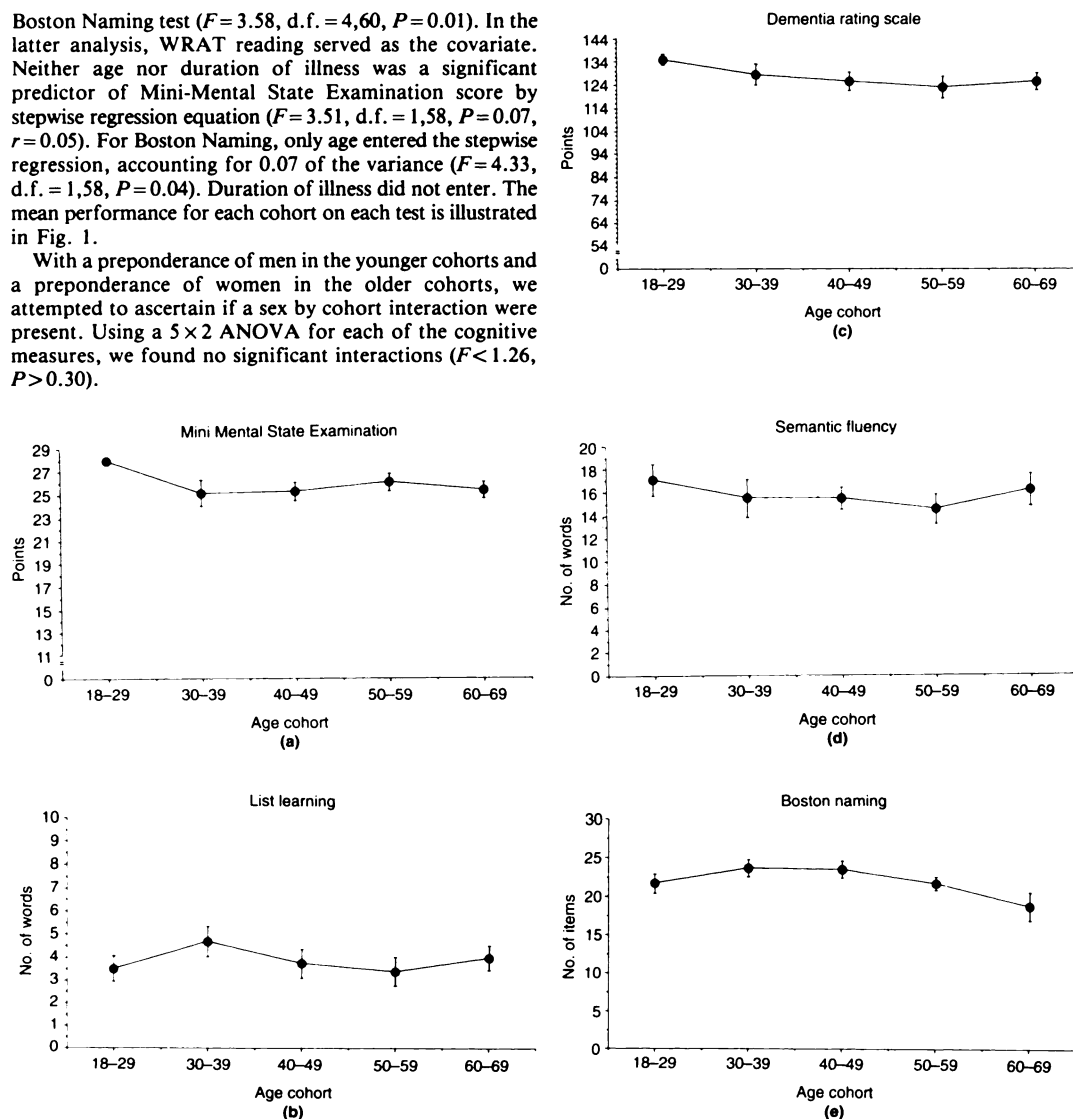 Boston Naming test (F = 3.58, d.f. = 4,60, P = 0.01). In the
latter analysis, WRAT reading served as the covariate.
Neither age nor duration of illness was a significant
predictor of Mini-Mental State Examination score by
stepwise regression equation (F = 3.51, d.f. = 1,58, P = 0.07,
r = 0.05). For Boston Naming, only age entered the stepwise
regression, accounting for 0.07 of the variance (F = 4.33,
d.f. = 1,58, P = 0.04). Duration of illness did not enter. The
mean performance for each cohort on each test is illustrated
in Fig. 1.
With a preponderance of men in the younger cohorts and
a preponderance of women in the older cohorts, we
attempted to ascertain if a sex by cohort interaction were
present. Using a 5 × 2 ANOVA for each of the cognitive
measures, we found no significant interactions (F < 1.26,
P > 0.30).
Dementia rating scale
144
134
124
114
104
94
84
74
64
54
0
Points
18–29 30–39 40–49 50–59 60–69
Age cohort
(c)
Mini Mental State Examination
29
27
25
23
21
19
17
15
13
11
0
Points
18–29 30–39 40–49 50–59 60–69
Age cohort
(a)
Semantic fluency
20
18
16
14
12
10
8
6
4
2
0
No. of words
18–29 30–39 40–49 50–59 60–69
Age cohort
(d)
List learning
10
9
8
7
6
5
4
3
2
1
0
No. of words
18–29 30–39 40–49 50–59 60–69
Age cohort
(b)
Boston naming
30
25
20
15
10
5
0
No. of items
18–29 30–39 40–49 50–59 60–69
Age cohort
(e)